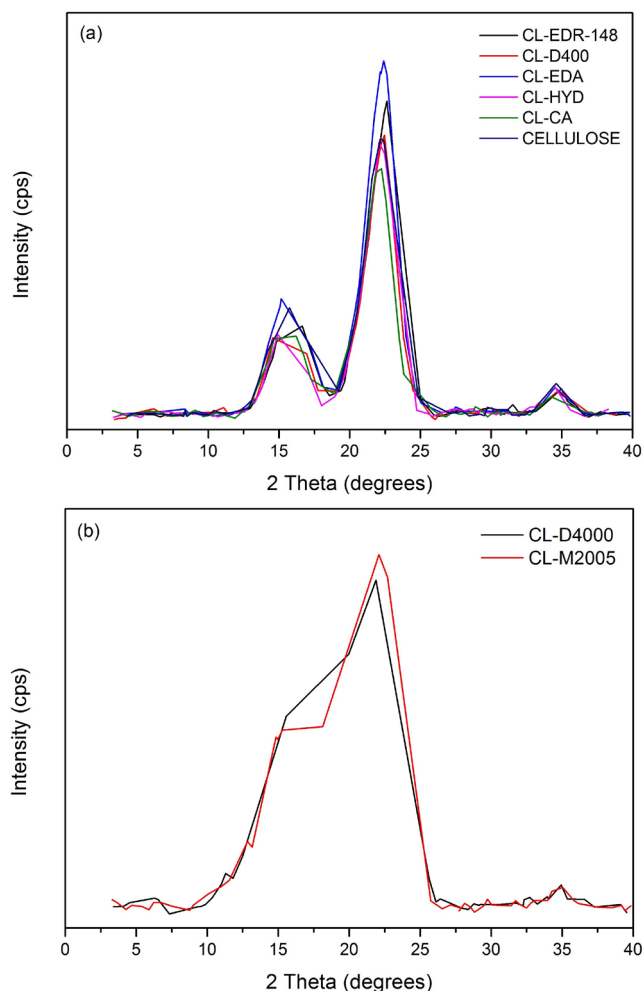 (a)
CL-EDR-148
CL-D400
CL-EDA
CL-HYD
CL-CA
CELLULOSE
Intensity (cps)
0 5 10 15 20 25 30 35 40
2 Theta (degrees)
(b)
CL-D4000
CL-M2005
Intensity (cps)
0 5 10 15 20 25 30 35 40
2 Theta (degrees)